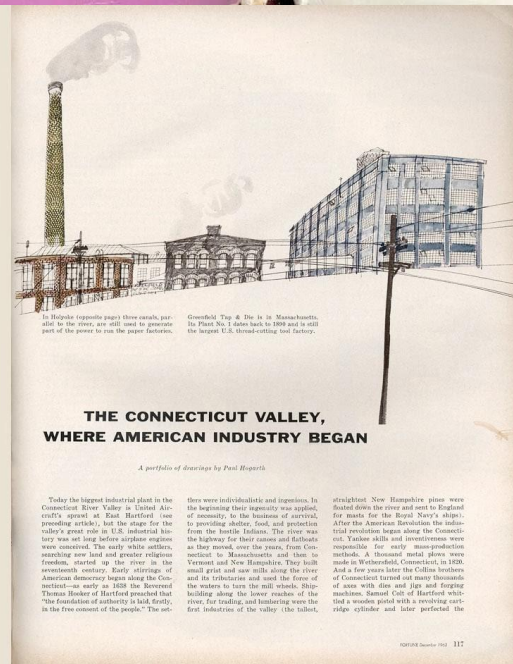 In Holyoke (opposite page) three canals, par-
allel to the river, are still used to generate
part of the power to run the paper factories.
Greenfield Tap & Die is in Massachusetts.
Its Plant No. 1 dates back to 1899 and is still
the largest U.S. thread-cutting tool factory.
THE CONNECTICUT VALLEY,
WHERE AMERICAN INDUSTRY BEGAN
A portfolio of drawings by Paul Hogarth
Today the biggest industrial plant in the
Connecticut River Valley is United Air-
craft's sprawl at East Hartford (see
preceding article), but the stage for the
valley's great role in U.S. industrial his-
tory was set long before airplane engines
were conceived. The early white settlers,
searching new land and greater religious
freedom, started up the river in the
seventeenth century. Early stirrings of
American democracy began along the Con-
necticut—as early as 1638 the Reverend
Thomas Hooker of Hartford preached that
"the foundation of authority is laid, firstly,
in the free consent of the people." The set-
tlers were individualistic and ingenious. In
the beginning their ingenuity was applied,
of necessity, to the business of survival,
to providing shelter, food, and protection
from the hostile Indians. The river was
the highway for their canoes and flatboats
as they moved, over the years, from Con-
necticut to Massachusetts and then to
Vermont and New Hampshire. They built
small grist and saw mills along the river
and its tributaries and used the force of
the waters to turn the mill wheels. Ship-
building along the lower reaches of the
river, fur trading, and lumbering were the
first industries of the valley (the tallest,
straightest New Hampshire pines were
floated down the river and sent to England
for masts for the Royal Navy's ships).
After the American Revolution the indus-
trial revolution began along the Connecti-
cut. Yankee skills and inventiveness were
responsible for early mass-production
methods. A thousand metal plows were
made in Wethersfield, Connecticut, in 1820.
And a few years later the Collins brothers
of Connecticut turned out many thousands
of axes with dies and jigs and forging
machines. Samuel Colt of Hartford whit-
tled a wooden pistol with a revolving cart-
ridge cylinder and later perfected the
FORTUNE September 1962 117